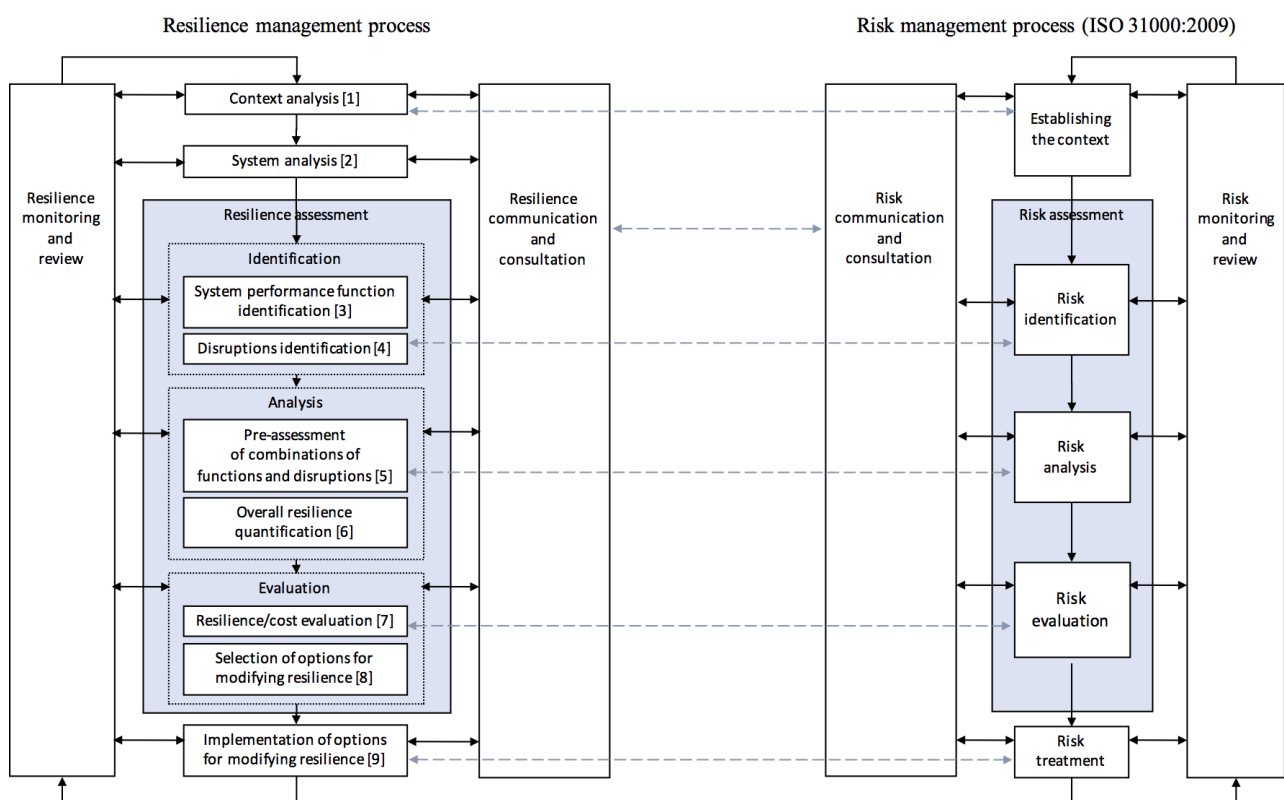 Resilience management process
Risk management process (ISO 31000:2009)
Resilience
monitoring
and
review
Context analysis [1]
System analysis [2]
Resilience assessment
Identification
System performance function
identification [3]
Disruptions identification [4]
Analysis
Pre-assessment
of combinations of
functions and disruptions [5]
Overall resilience
quantification [6]
Evaluation
Resilience/cost evaluation [7]
Selection of options for
modifying resilience [8]
Implementation of options
for modifying resilience [9]
Resilience
communication
and
consultation
Risk
communication
and
consultation
Establishing
the context
Risk assessment
Risk
identification
Risk
analysis
Risk
evaluation
Risk
treatment
Risk
monitoring
and
review